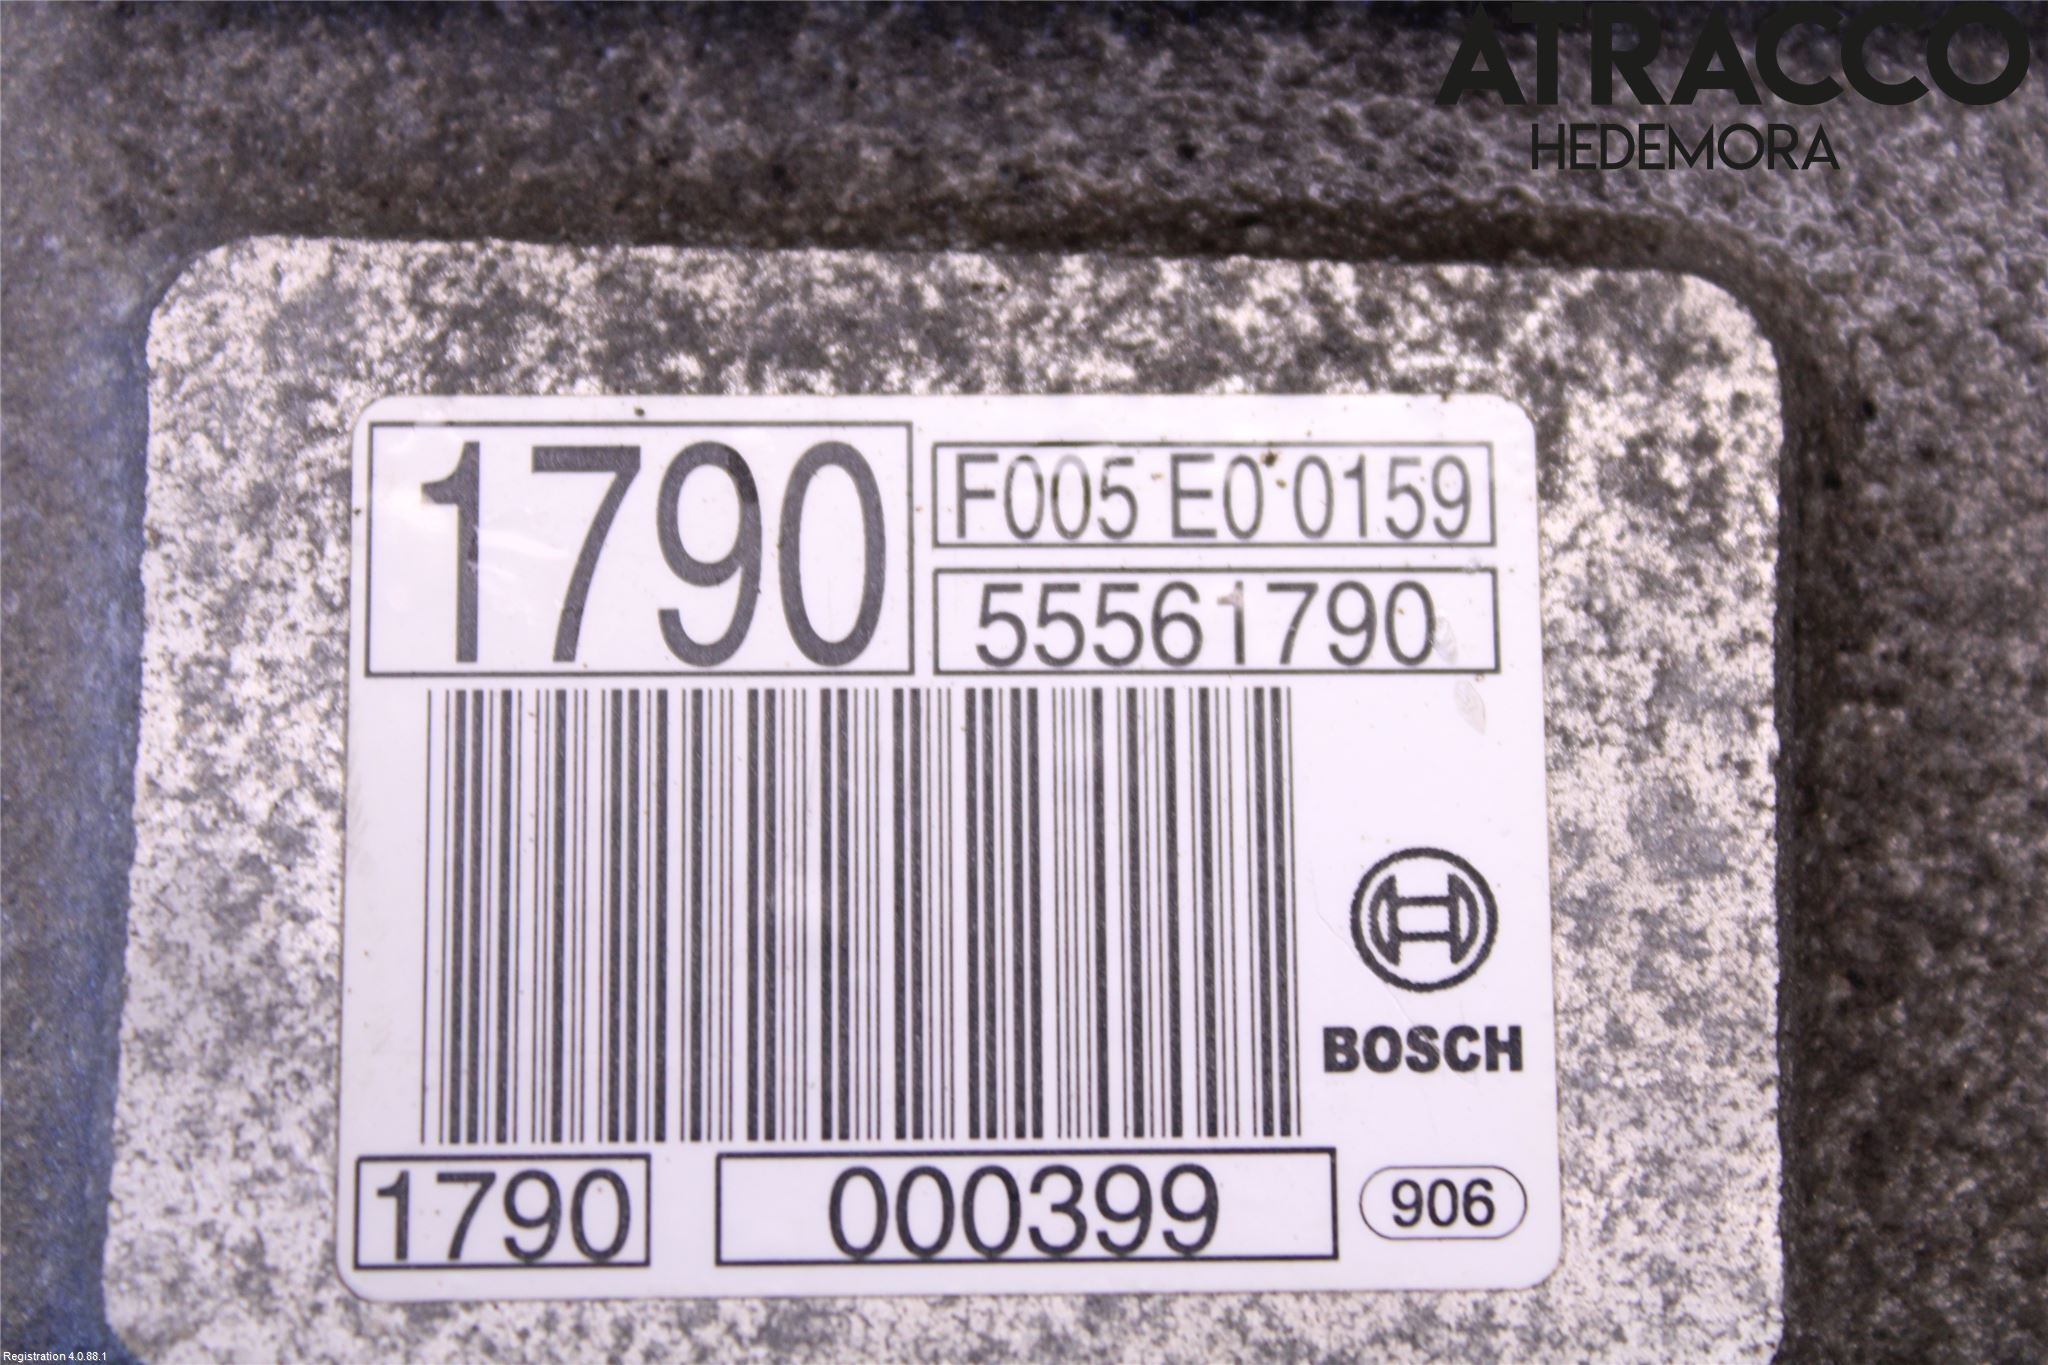 ATRACCO
HEDEMORA
1790
F005 E0 0159
55561790
BOSCH
1790
000399
906
Registration 4.0.88.1